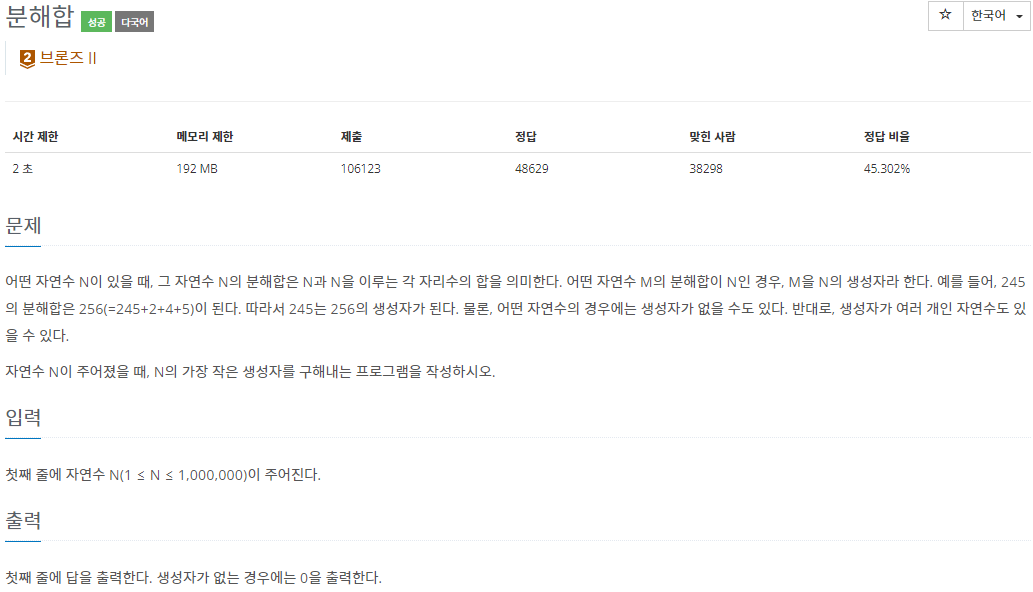 분해합 성공 다국어
☆ 한국어
2 브론즈 II
시간 제한 메모리 제한 제출 정답 맞힌 사람 정답 비율
2 초 192 MB 106123 48629 38298 45.302%
문제
어떤 자연수 N이 있을 때, 그 자연수 N의 분해합은 N과 N을 이루는 각 자리수의 합을 의미한다. 어떤 자연수 M의 분해합이 N인 경우, M을 N의 생성자라 한다. 예를 들어, 245
의 분해합은 256(=245+2+4+5)이 된다. 따라서 245는 256의 생성자가 된다. 물론, 어떤 자연수의 경우에는 생성자가 없을 수도 있다. 반대로, 생성자가 여러 개인 자연수도 있
을 수 있다.
자연수 N이 주어졌을 때, N의 가장 작은 생성자를 구해내는 프로그램을 작성하시오.
입력
첫째 줄에 자연수 N(1 ≤ N ≤ 1,000,000)이 주어진다.
출력
첫째 줄에 답을 출력한다. 생성자가 없는 경우에는 0을 출력한다.